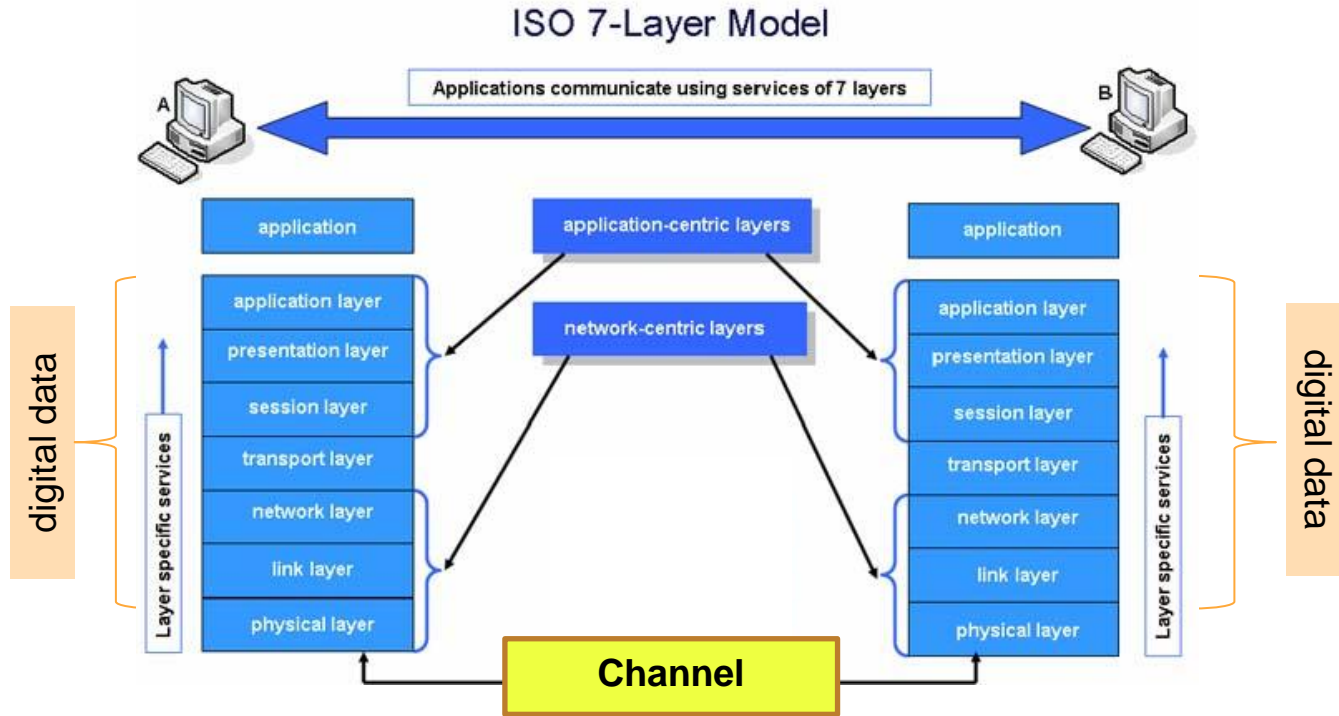 ISO 7-Layer Model
Applications communicate using services of 7 layers
A
B
application
application-centric layers
application
digital data
Layer specific services
application layer
presentation layer
session layer
transport layer
network layer
link layer
physical layer
network-centric layers
application layer
presentation layer
session layer
transport layer
network layer
link layer
physical layer
Layer specific services
digital data
Channel